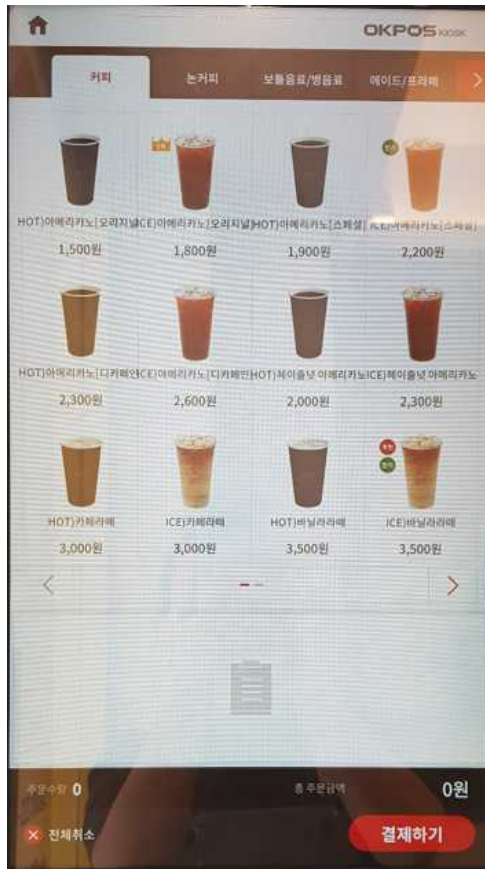 OKPOS KIOSK
커피 논커피 보틀음료/병음료 에이드/프라페
HOT)아메리카노[오리지널 ICE)아메리카노[오리지널] HOT)아메리카노[스페셜] ICE)아메리카노[스페셜]
1,500원 1,800원 1,900원 2,200원
HOT)아메리카노[디카페인 ICE)아메리카노[디카페인] HOT)헤이즐넛 아메리카노 ICE)헤이즐넛 아메리카노
2,300원 2,600원 2,000원 2,300원
HOT)카페라떼 ICE)카페라떼 HOT)바닐라라떼 ICE)바닐라라떼
3,000원 3,000원 3,500원 3,500원
주문수량 0 총 주문금액 0원
전체취소 결제하기